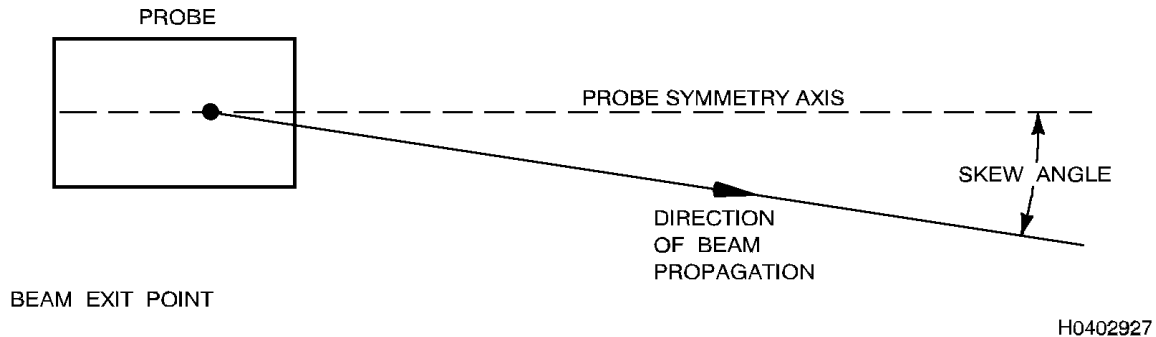 PROBE
PROBE SYMMETRY AXIS
SKEW ANGLE
DIRECTION
OF BEAM
PROPAGATION
BEAM EXIT POINT
H0402927